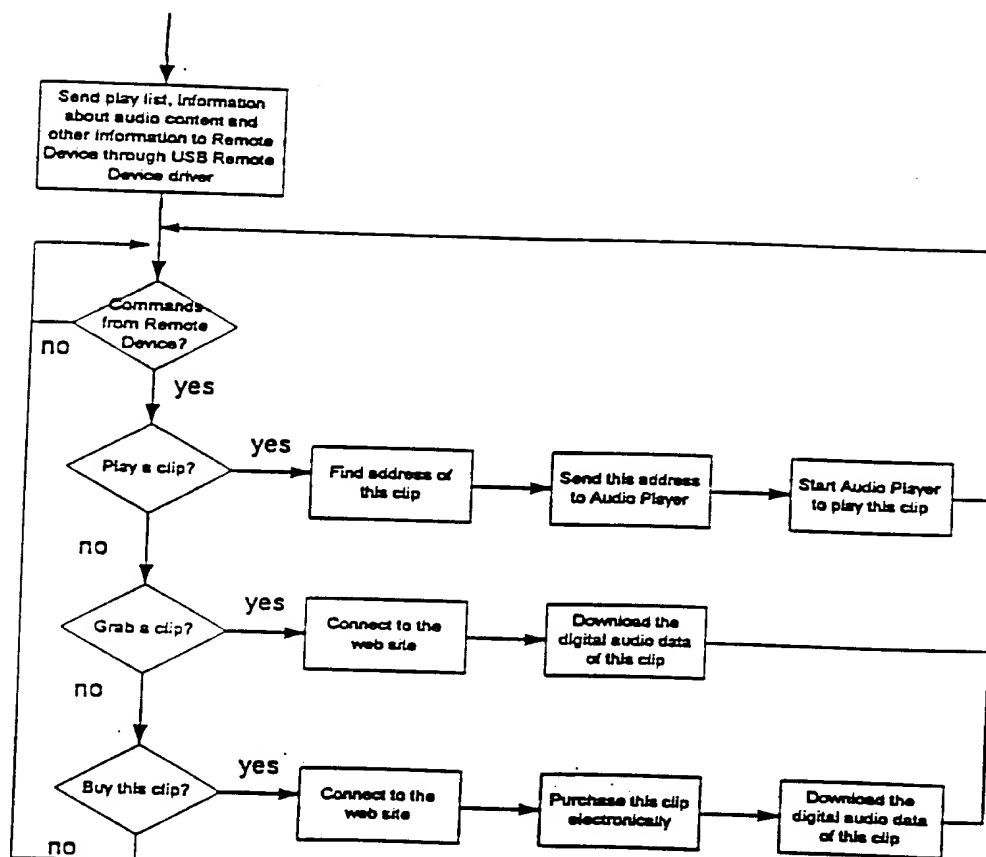 Send play list, Information
about audio content and
other information to Remote
Device through USB Remote
Device driver
Commands
from Remote
Device?
no
yes
Play a clip?
yes
Find address of
this clip
Send this address
to Audio Player
Start Audio Player
to play this clip
no
Grab a clip?
yes
Connect to the
web site
Download the
digital audio data
of this clip
no
Buy this clip?
yes
Connect to the
web site
Purchase this clip
electronically
Download the
digital audio data
of this clip
no